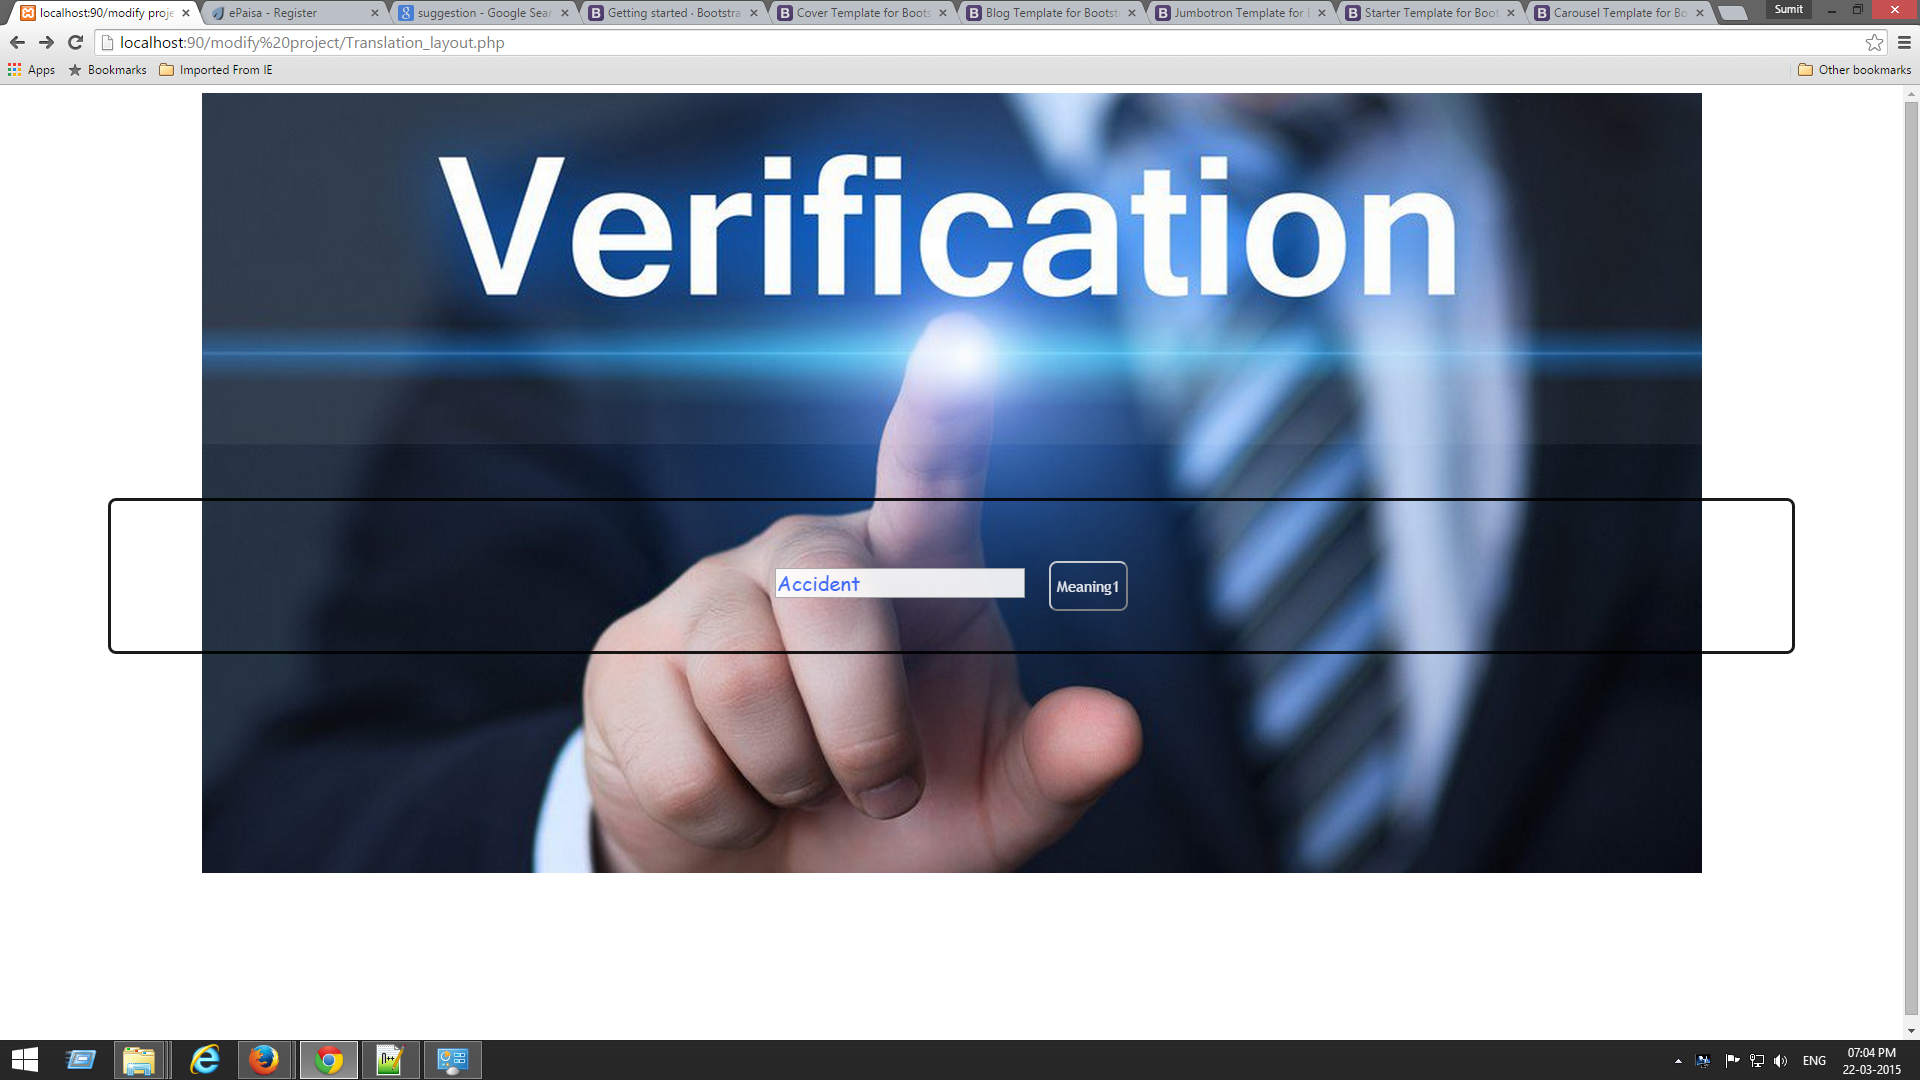 localhost:90/modify proje
ePaisa - Register
suggestion - Google Sear
Getting started · Bootstra
Cover Template for Boots
Blog Template for Bootst
Jumbotron Template for
Starter Template for Boot
Carousel Template for Bo
Sumit
localhost:90/modify%20project/Translation_layout.php
Apps
Bookmarks
Imported From IE
Other bookmarks
Verification
Accident
Meaning1
ENG
07:04 PM
22-03-2015